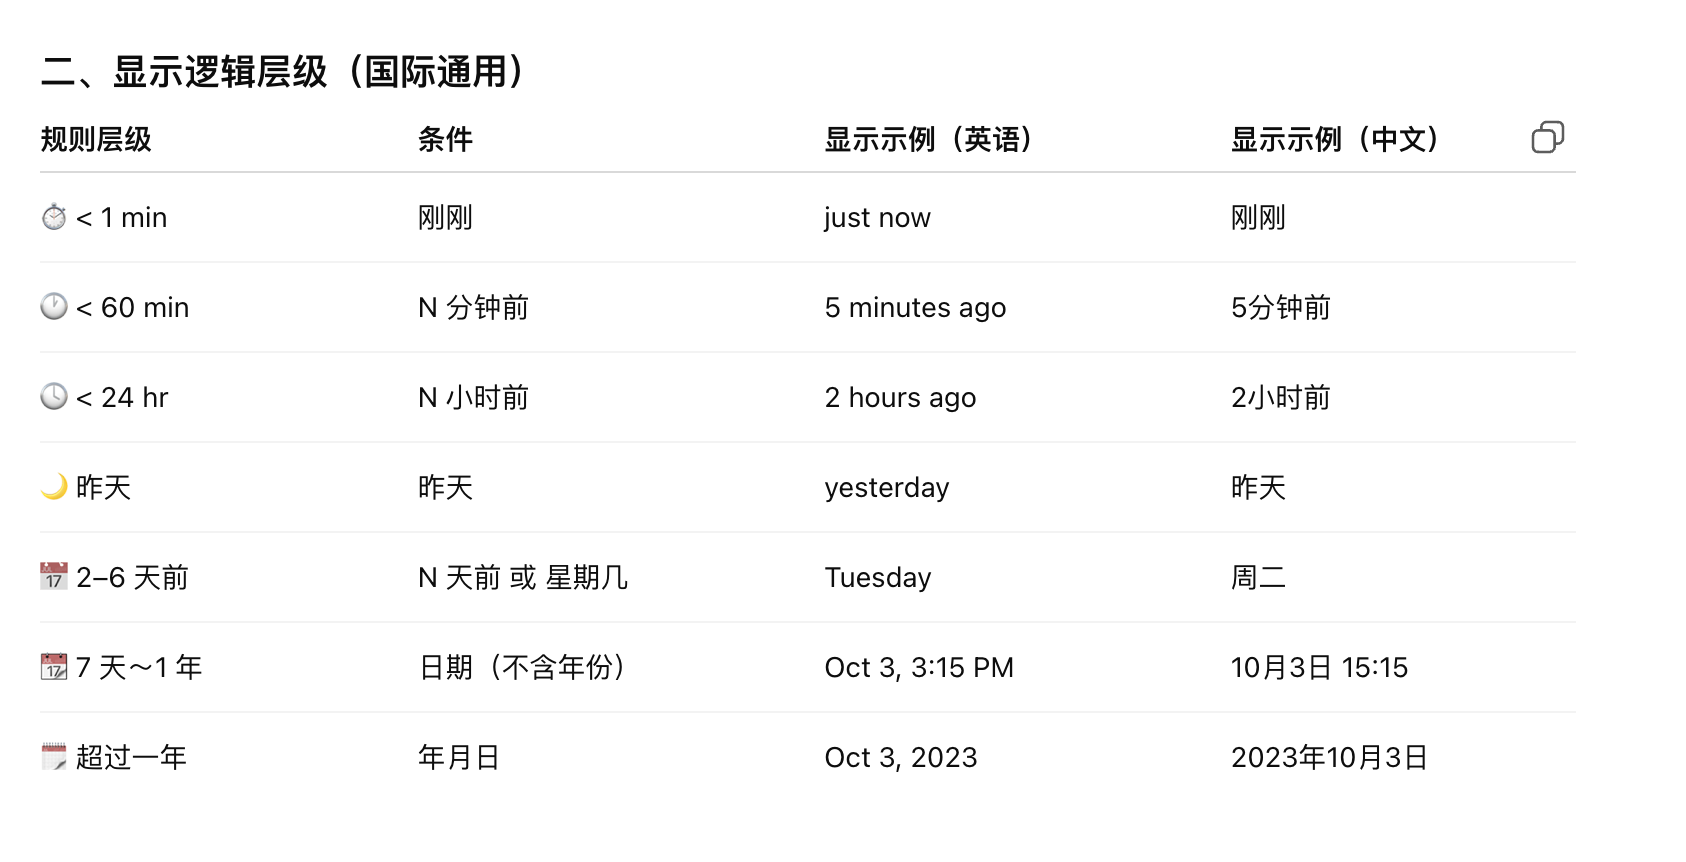 二、显示逻辑层级（国际通用）
规则层级 条件 显示示例（英语） 显示示例（中文）
⏱ < 1 min 刚刚 just now 刚刚
🕐 < 60 min N 分钟前 5 minutes ago 5分钟前
🕓 < 24 hr N 小时前 2 hours ago 2小时前
🌙 昨天 昨天 yesterday 昨天
📅 2–6 天前 N 天前 或 星期几 Tuesday 周二
📆 7 天～1 年 日期（不含年份） Oct 3, 3:15 PM 10月3日 15:15
🗓 超过一年 年月日 Oct 3, 2023 2023年10月3日